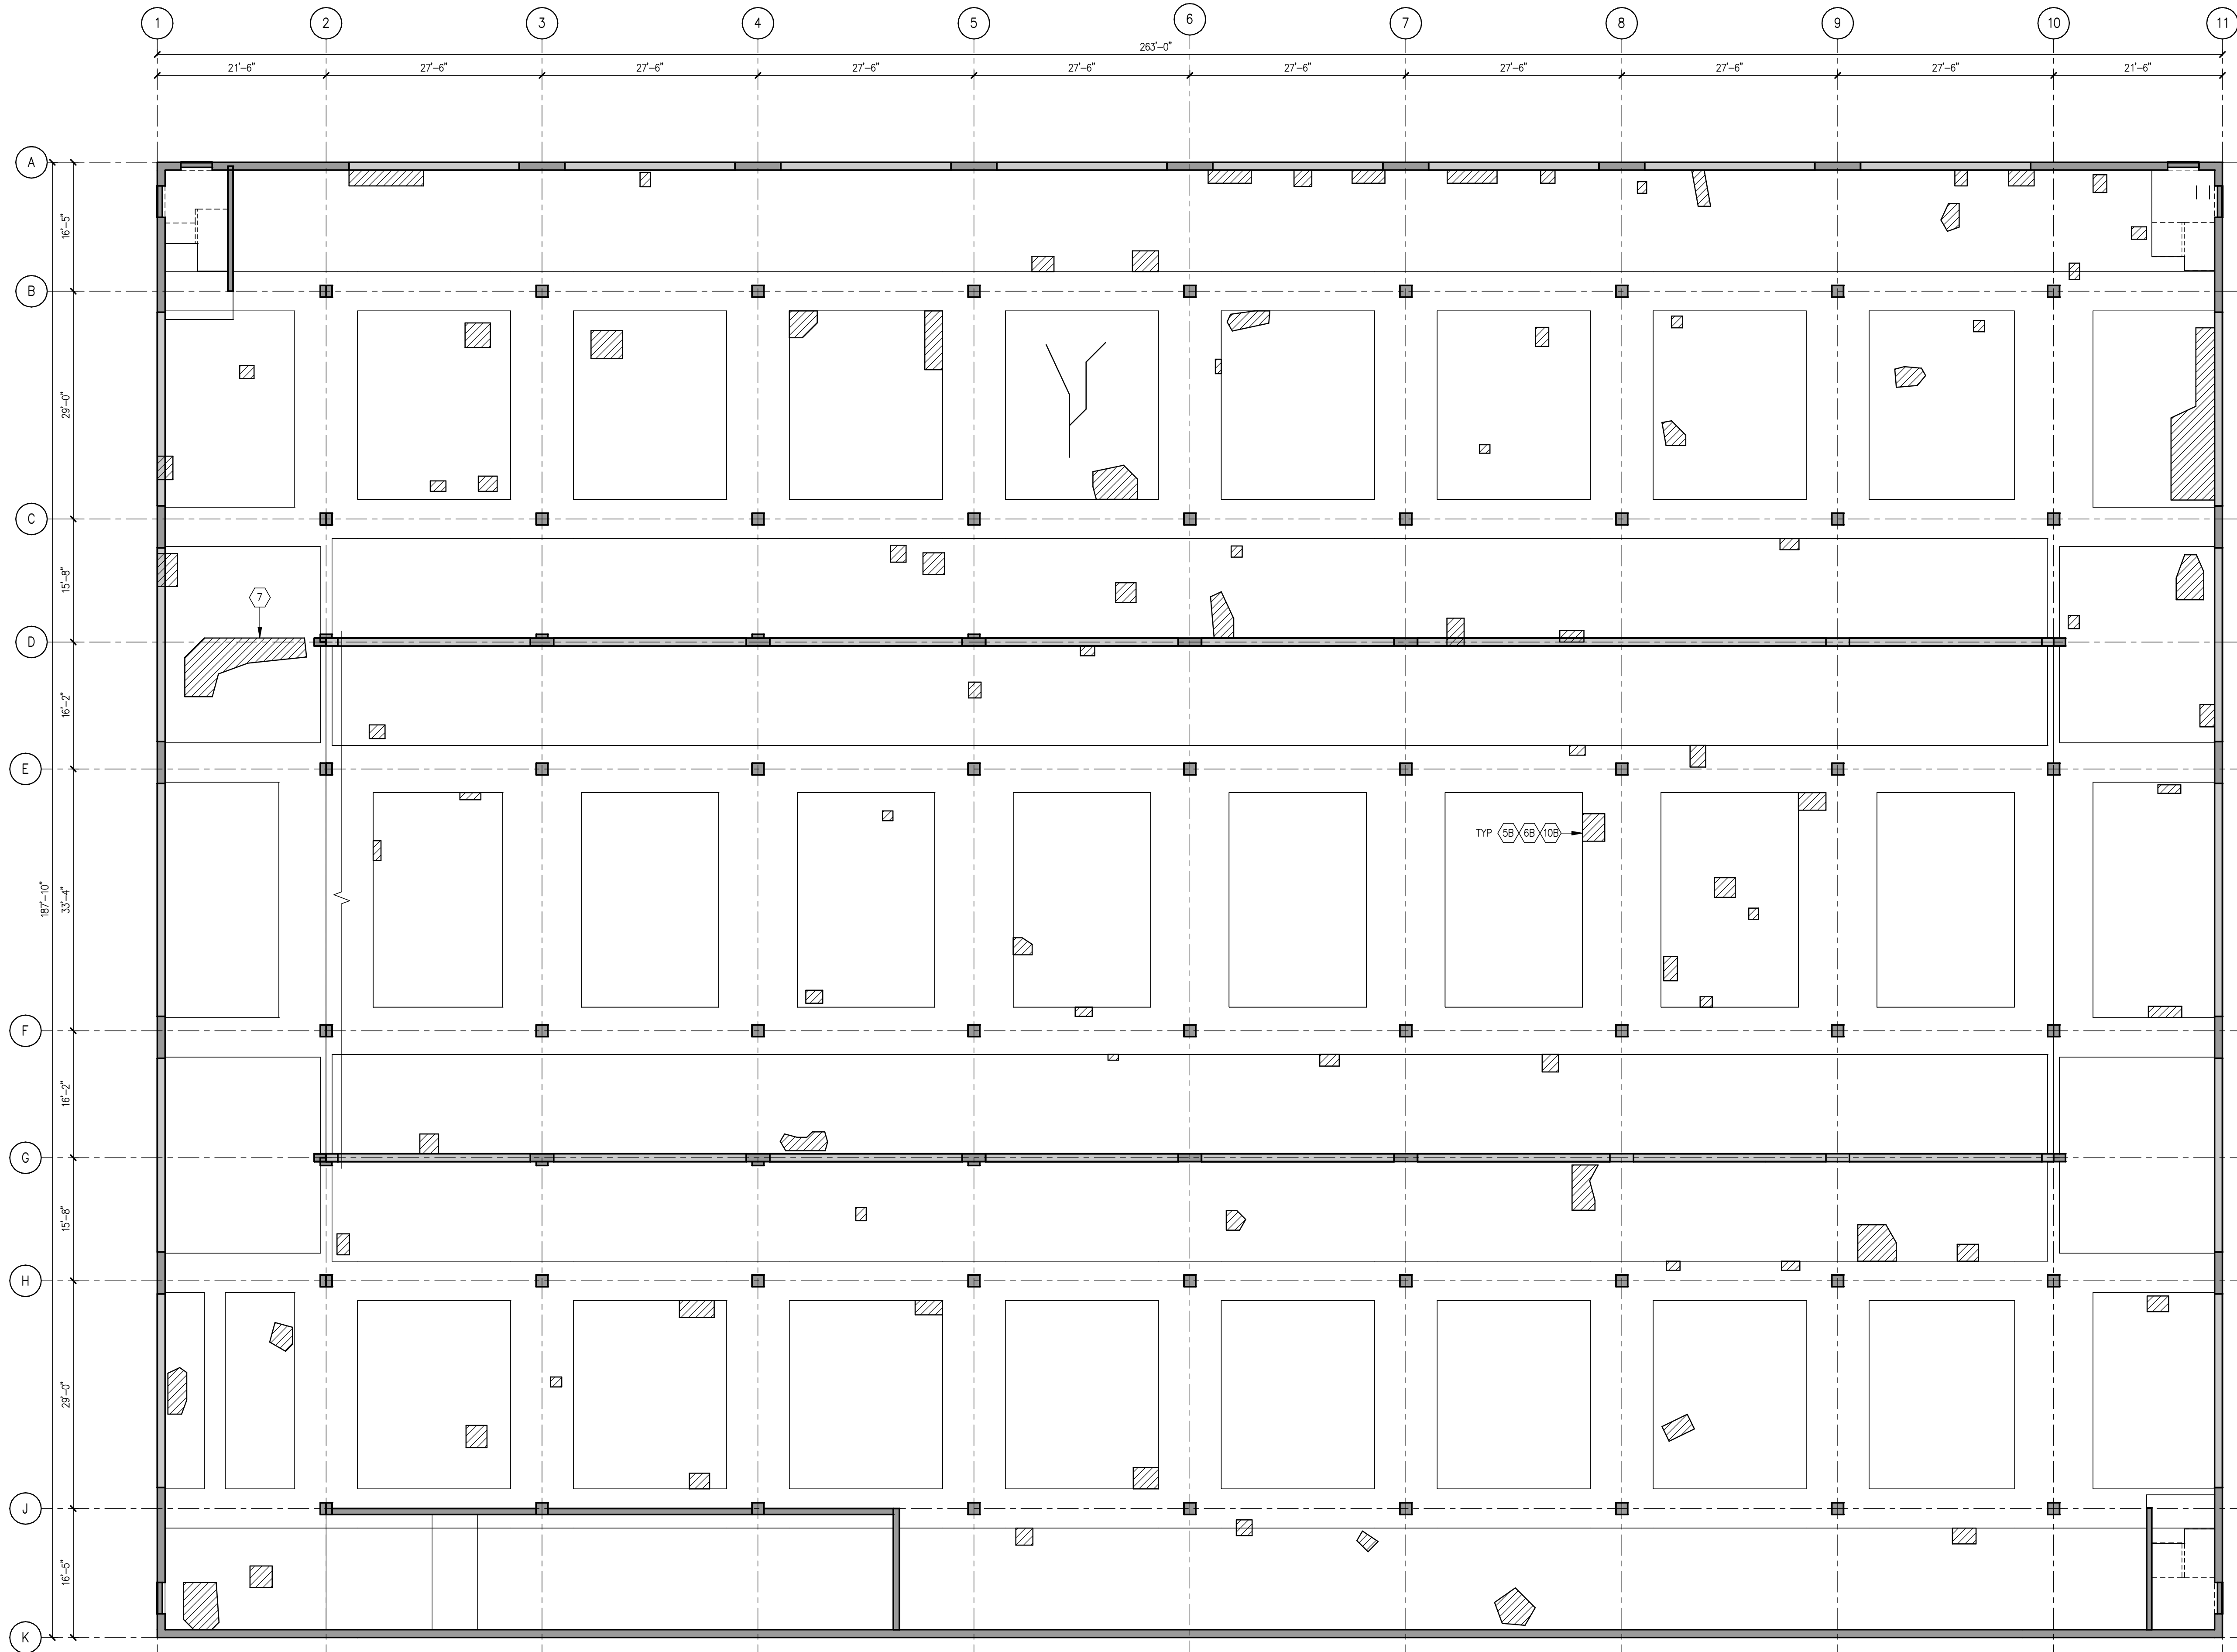 1 2 3 4 5 6 7 8 9 10 11
263'-0"
21'-6" 27'-6" 27'-6" 27'-6" 27'-6" 27'-6" 27'-6" 27'-6" 27'-6" 21'-6"
A
16'-5"
B
29'-0"
C
15'-8"
7
D
16'-2"
E
TYP 5B 6B 10B
187'-10"
33'-4"
F
16'-2"
G
15'-8"
H
29'-0"
J
16'-5"
K